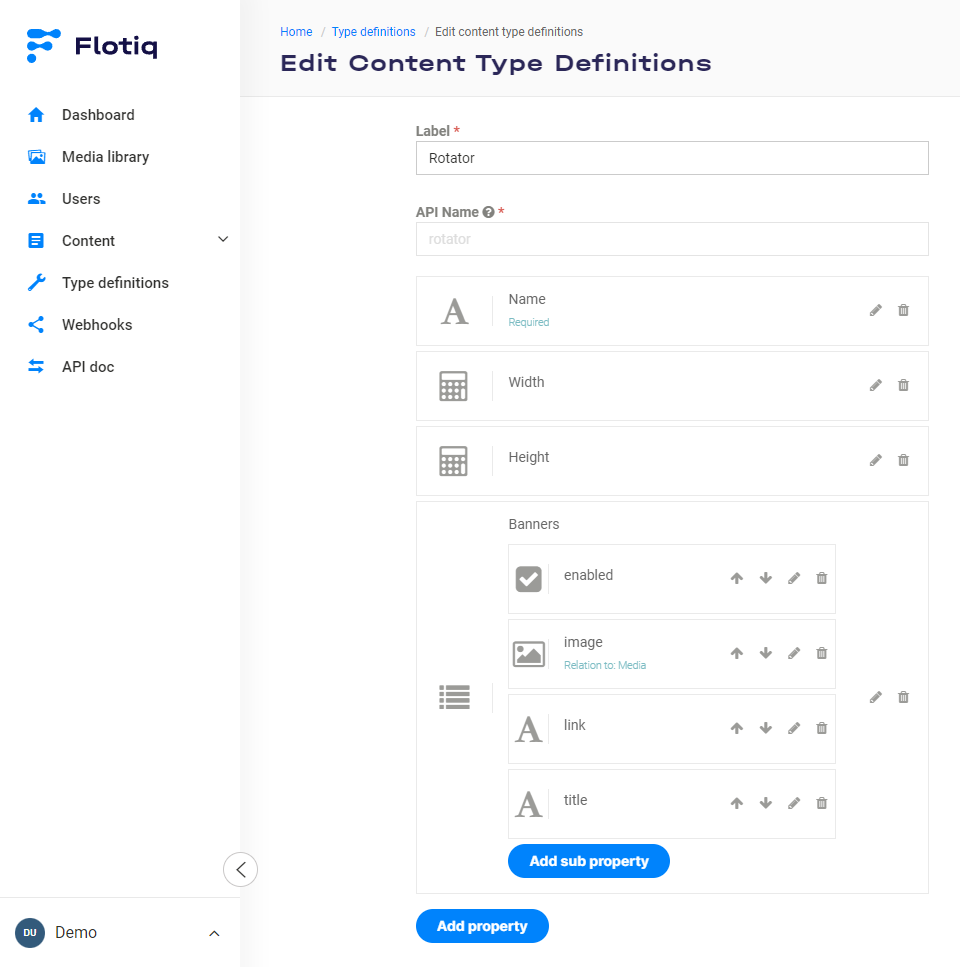 Flotiq
Dashboard
Media library
Users
Content
Type definitions
Webhooks
API doc
DU Demo
Home / Type definitions / Edit content type definitions
Edit Content Type Definitions
Label *
Rotator
API Name ? *
rotator
A Name
Required
Width
Height
Banners
enabled
image
Relation to: Media
A link
A title
Add sub property
Add property